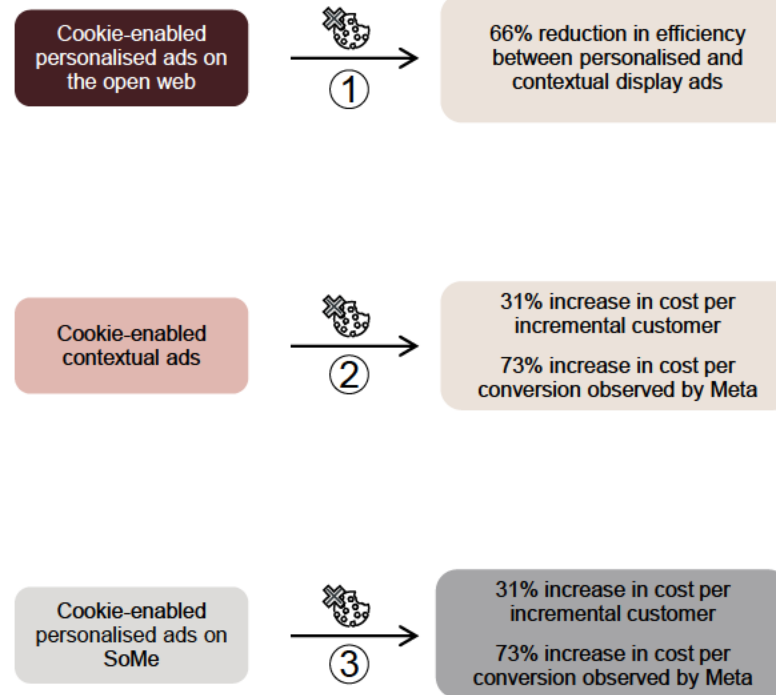 Cookie-enabled
personalised ads on
the open web
1
66% reduction in efficiency
between personalised and
contextual display ads
Cookie-enabled
contextual ads
2
31% increase in cost per
incremental customer
73% increase in cost per
conversion observed by Meta
Cookie-enabled
personalised ads on
SoMe
3
31% increase in cost per
incremental customer
73% increase in cost per
conversion observed by Meta